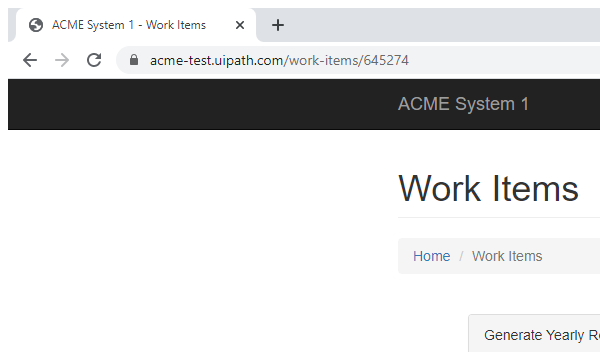 ACME System 1 - Work Items
acme-test.uipath.com/work-items/645274
ACME System 1
Work Items
Home / Work Items
Generate Yearly